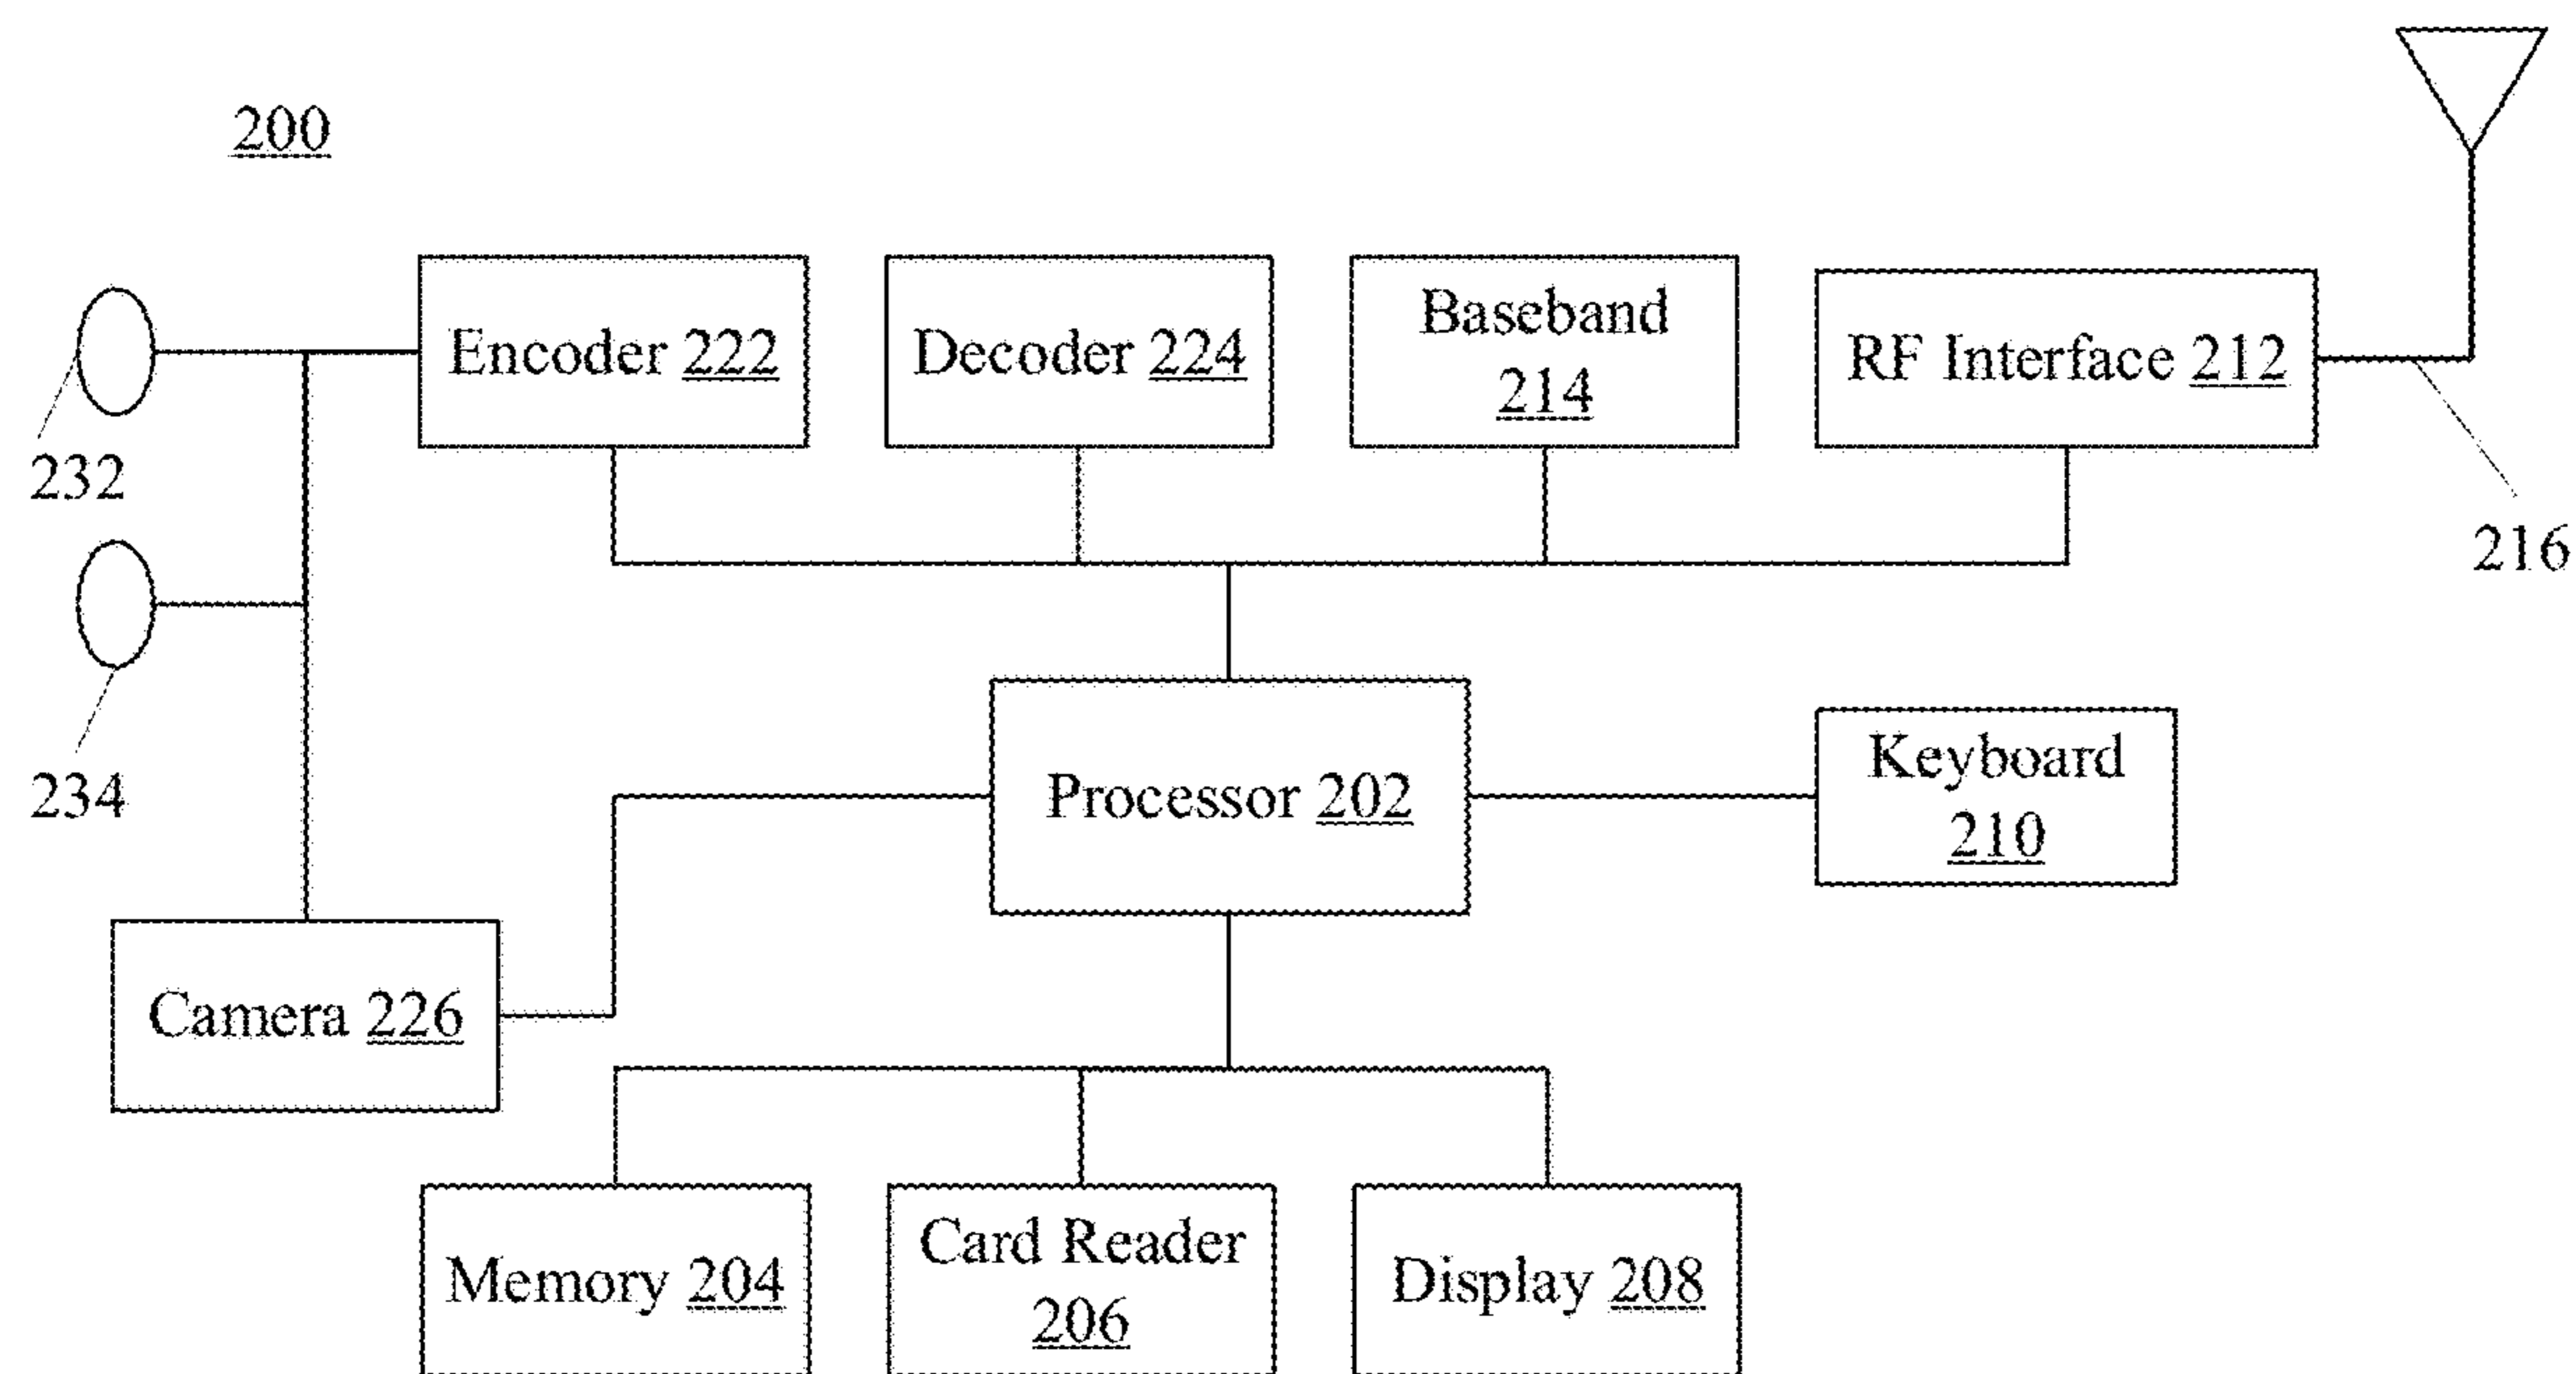 200
Encoder 222
Decoder 224
Baseband
214
RF Interface 212
232
216
234
Processor 202
Keyboard
210
Camera 226
Memory 204
Card Reader
206
Display 208